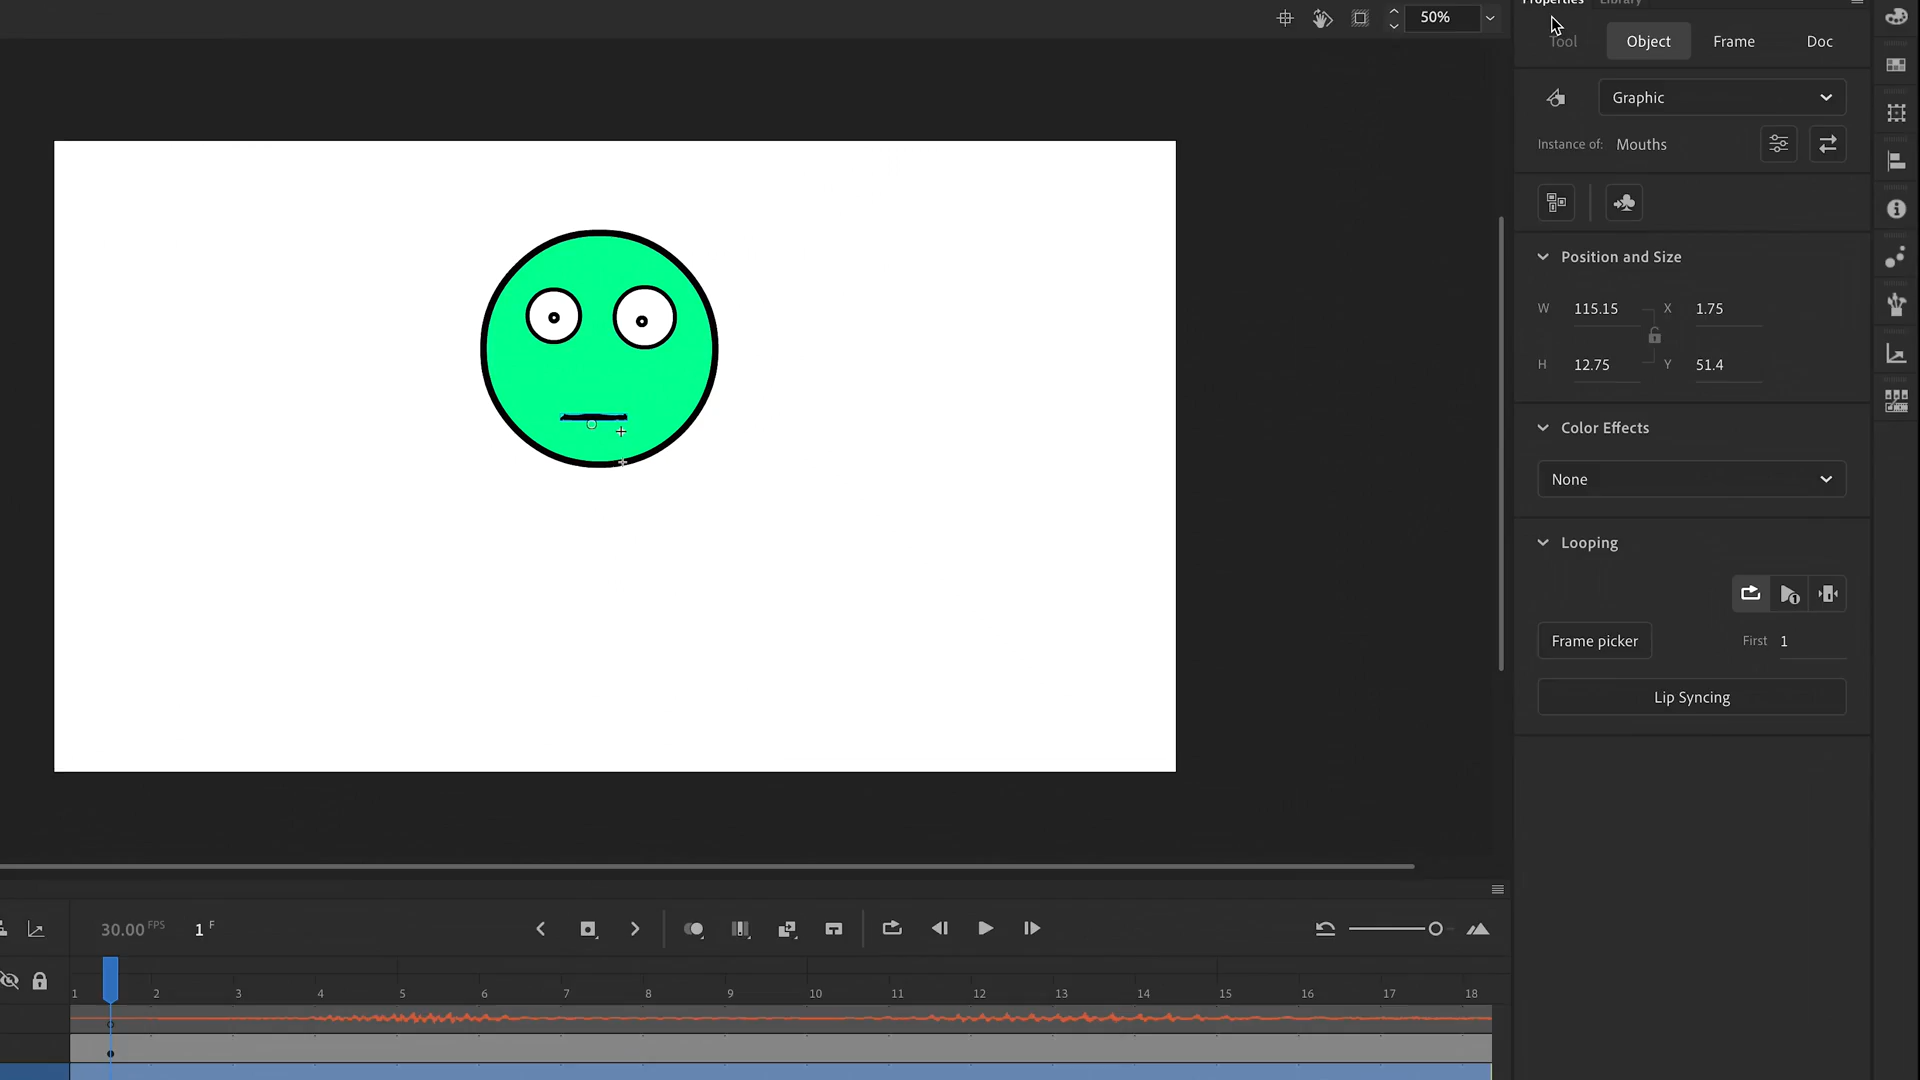 Properties Library
50%
Tool Object Frame Doc
Graphic
Instance of: Mouths
Position and Size
W 115.15 X 1.75
H 12.75 Y 51.4
Color Effects
None
Looping
Frame picker First 1
Lip Syncing
30.00 FPS 1 F
1 2 3 4 5 6 7 8 9 10 11 12 13 14 15 16 17 18